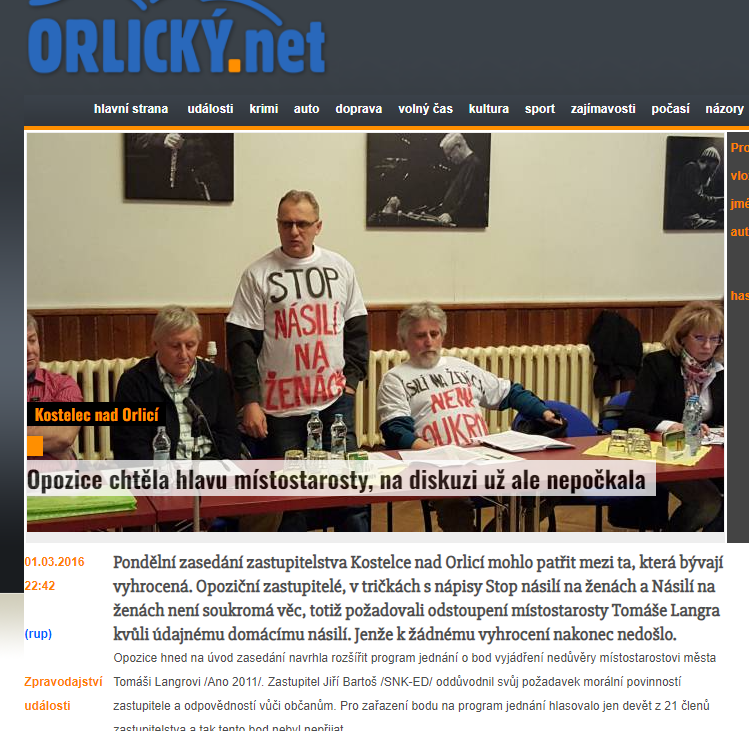 ORLICKÝ.net
hlavní strana události krimi auto doprava volný čas kultura sport zajímavosti počasí názory
STOP
NÁSILÍ
NA
ŽENÁCH
NA ŽENÁCH
NENÍ
SOUKRO
Kostelec nad Orlicí
Opozice chtěla hlavu místostarosty, na diskuzi už ale nepočkala
01.03.2016
22:42
(rup)
Zpravodajství
události
Pondělní zasedání zastupitelstva Kostelce nad Orlicí mohlo patřit mezi ta, která bývají
vyhrocená. Opoziční zastupitelé, v tričkách s nápisy Stop násilí na ženách a Násilí na
ženách není soukromá věc, totiž požadovali odstoupení místostarosty Tomáše Langra
kvůli údajnému domácímu násilí. Jenže k žádnému vyhrocení nakonec nedošlo.
Opozice hned na úvod zasedání navrhla rozšířit program jednání o bod vyjádření nedůvěry místostarostovi města
Tomáši Langrovi /Ano 2011/. Zastupitel Jiří Bartoš /SNK-ED/ odůvodnil svůj požadavek morální povinností
zastupitele a odpovědností vůči občanům. Pro zařazení bodu na program jednání hlasovalo jen devět z 21 členů
zastupitelstva a tak tento bod nebyl nepřijat
Pro
vlo
jmé
aut
has